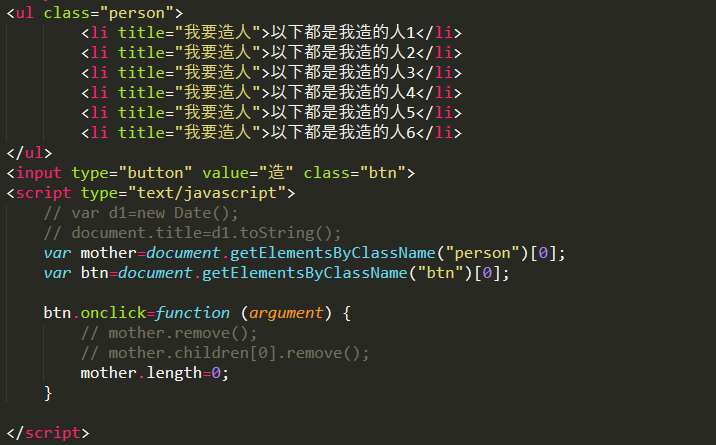 <ul class="person">
<li title="我要造人">以下都是我造的人1</li>
<li title="我要造人">以下都是我造的人2</li>
<li title="我要造人">以下都是我造的人3</li>
<li title="我要造人">以下都是我造的人4</li>
<li title="我要造人">以下都是我造的人5</li>
<li title="我要造人">以下都是我造的人6</li>
</ul>
<input type="button" value="造" class="btn">
<script type="text/javascript">
// var d1=new Date();
// document.title=d1.toString();
var mother=document.getElementsByClassName("person")[0];
var btn=document.getElementsByClassName("btn")[0];
btn.onclick=function (argument) {
// mother.remove();
// mother.children[0].remove();
mother.length=0;
}
</script>